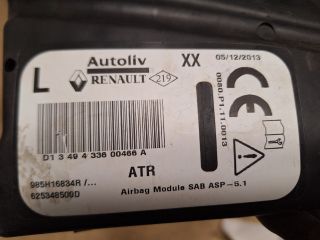 Autoliv
XX
05/12/2013
L
RENAULT
219
0080.P1.11.0013
D1 3 49 4 336 00466 A
ATR
985H16834R /...
625348500D
Airbag Module SAB ASP-5.1